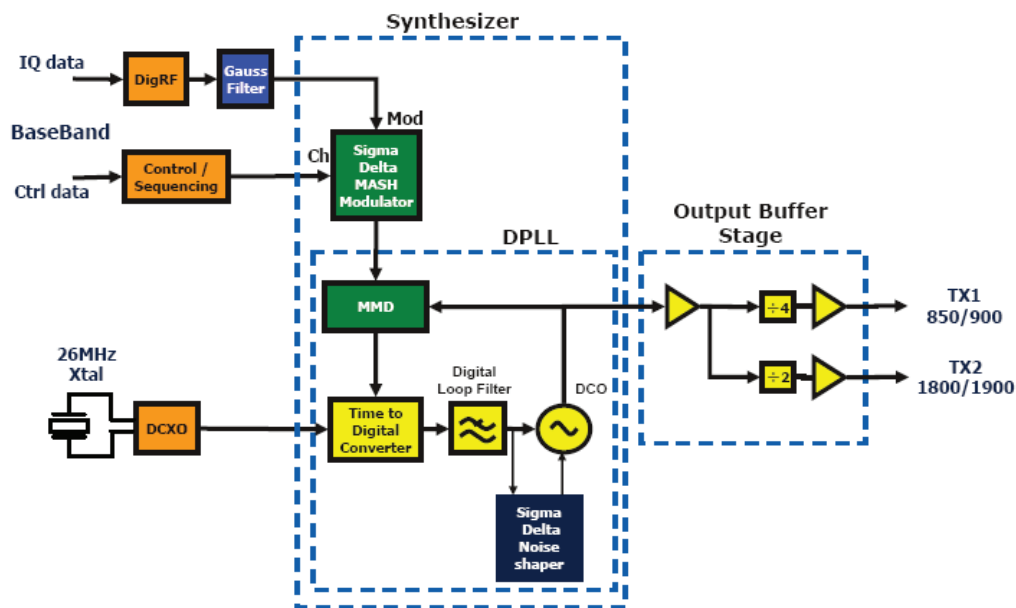 Synthesizer
IQ data
DigRF
Gauss
Filter
Mod
BaseBand
Ch
Sigma
Delta
MASH
Modulator
Control /
Sequencing
Ctrl data
Output Buffer
Stage
DPLL
MMD
÷4
TX1
850/900
26MHz
Xtal
Digital
Loop Filter
DCO
÷2
TX2
1800/1900
DCXO
Time to
Digital
Converter
Sigma
Delta
Noise
shaper